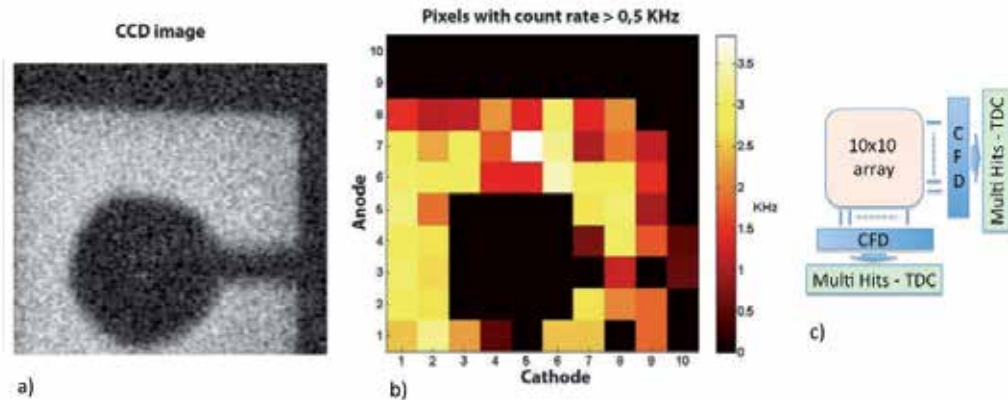 CCD image
a)
Pixels with count rate > 0,5 KHz
10
9
8
7
6
5
4
3
2
1
Anode
1 2 3 4 5 6 7 8 9 10
Cathode
3.5
3
2.5
2
1.5
1
0.5
0
KHz
b)
10x10
array
C
F
D
Multi Hits - TDC
CFD
Multi Hits - TDC
c)